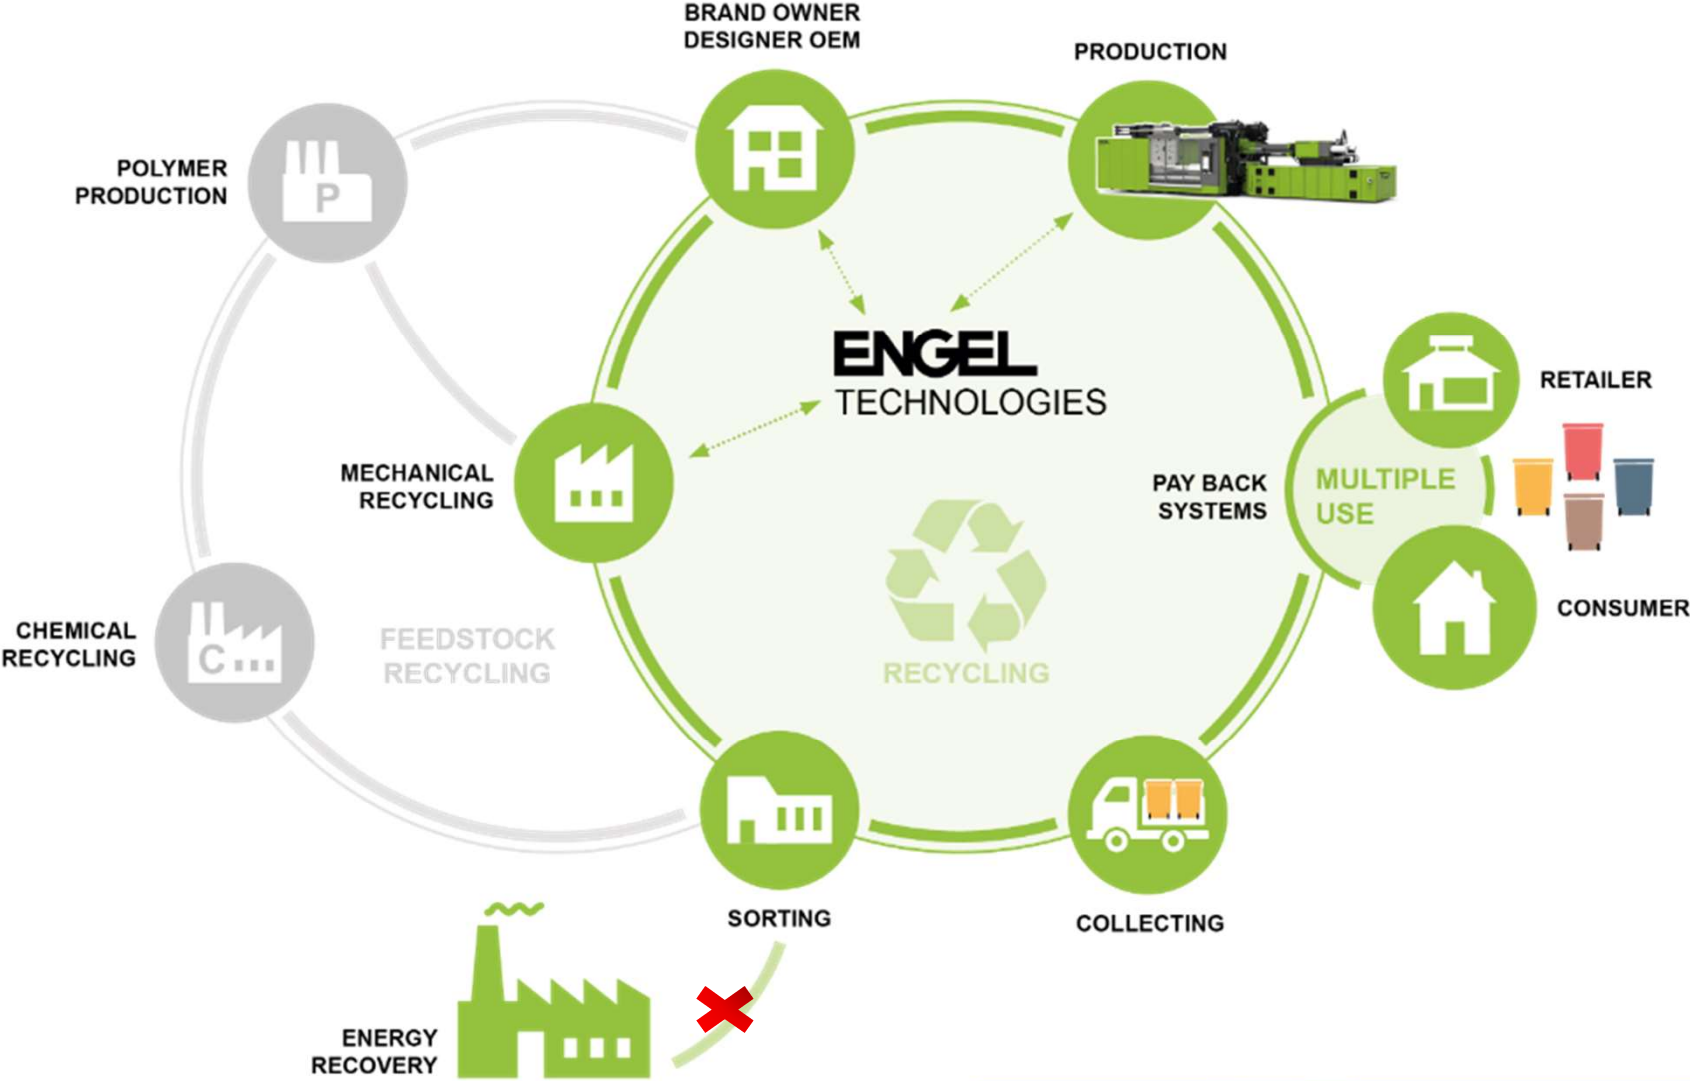 BRAND OWNER
DESIGNER OEM
PRODUCTION
POLYMER
PRODUCTION
P
ENGEL
TECHNOLOGIES
RETAILER
MECHANICAL
RECYCLING
PAY BACK
SYSTEMS
MULTIPLE
USE
CONSUMER
CHEMICAL
RECYCLING
C
FEEDSTOCK
RECYCLING
RECYCLING
SORTING
COLLECTING
ENERGY
RECOVERY